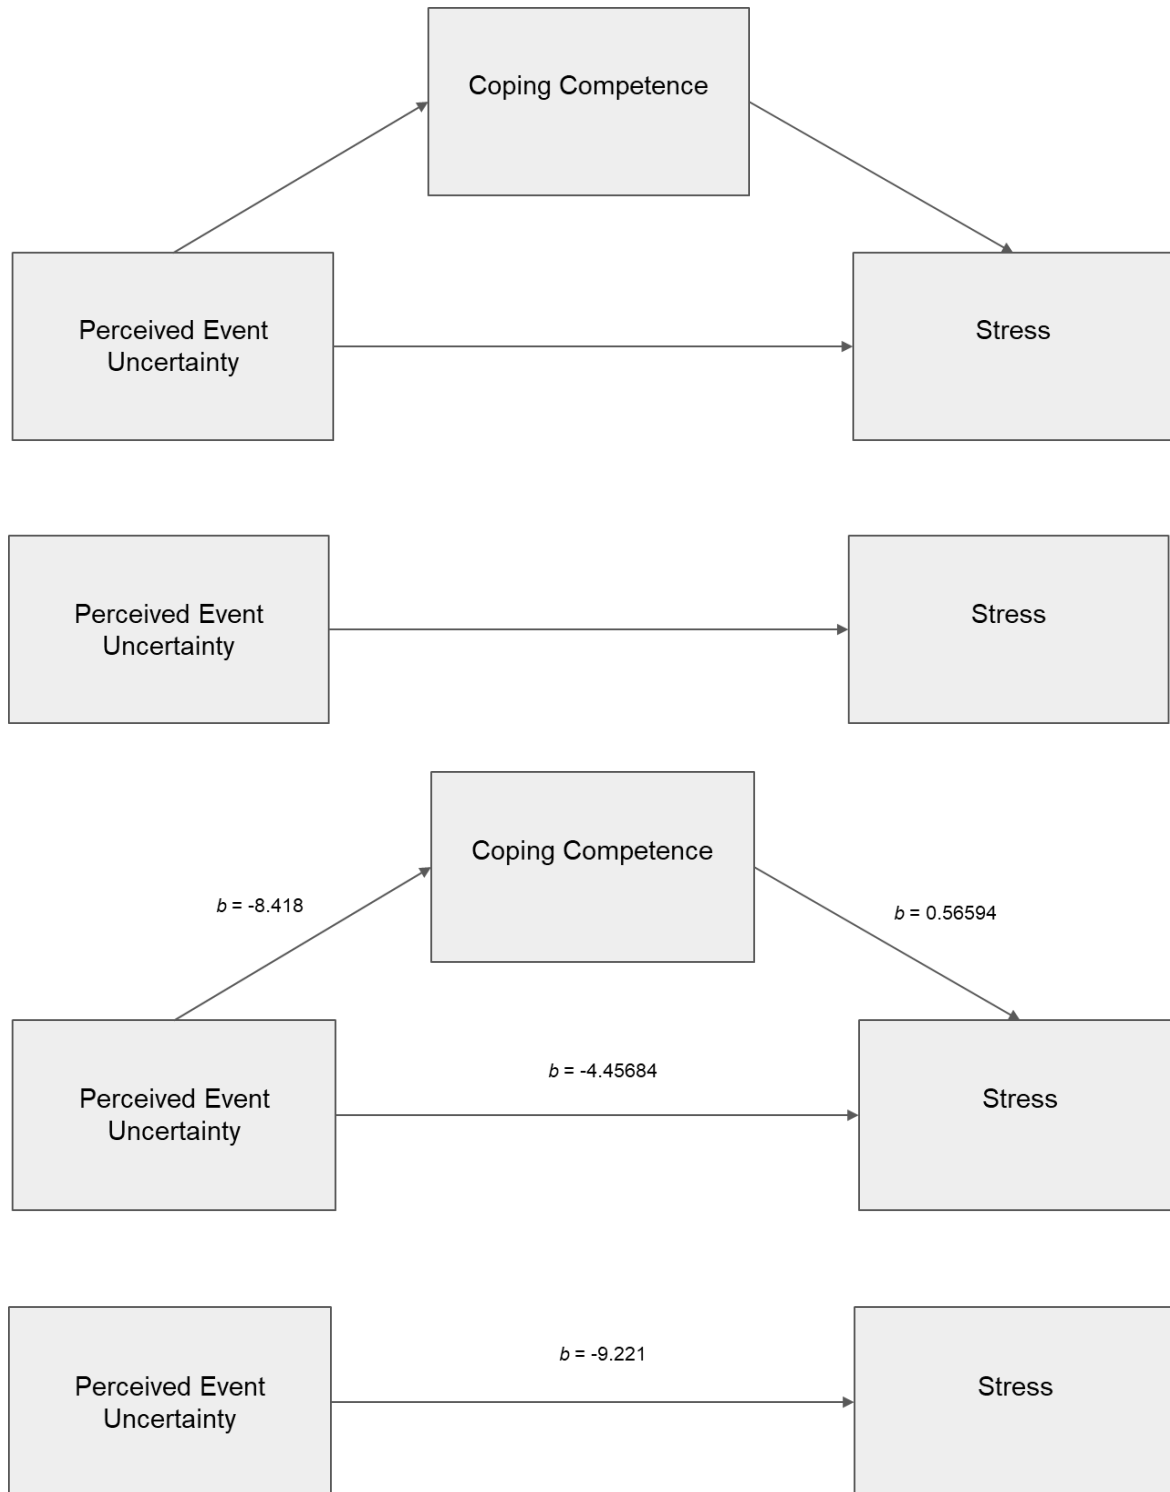 Coping Competence
Perceived Event
Uncertainty
Stress
Perceived Event
Uncertainty
Stress
Coping Competence
b = -8.418
b = 0.56594
b = -4.45684
Perceived Event
Uncertainty
Stress
b = -9.221
Perceived Event
Uncertainty
Stress